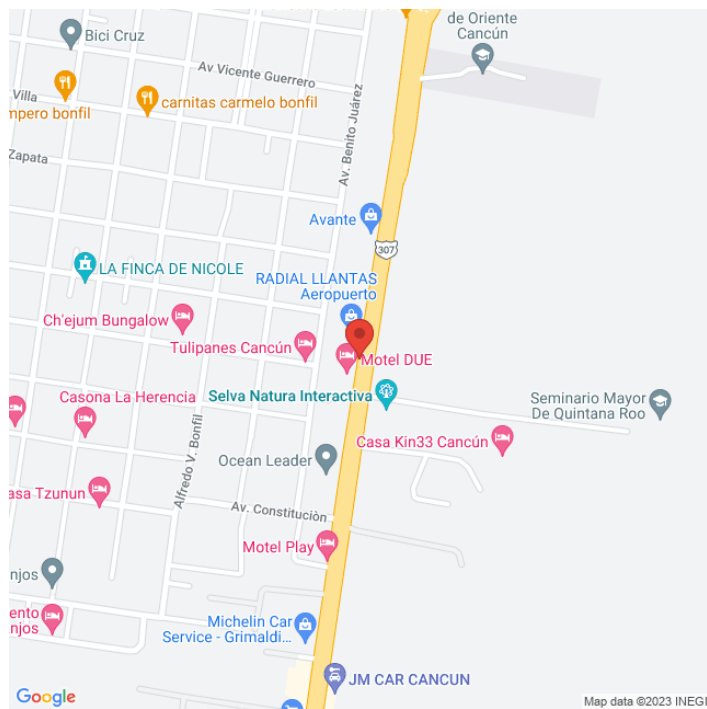 de Oriente
Cancún
Bici Cruz
Av Vicente Guerrero
Villa
carnitas carmelo bonfil
mpero bonfil
Av. Benito Juárez
Zapata
Avante
307
LA FINCA DE NICOLE
RADIAL LLANTAS
Aeropuerto
Ch'ejum Bungalow
Tulipanes Cancún
Motel DUE
Selva Natura Interactiva
Casona La Herencia
Seminario Mayor
De Quintana Roo
Alfredo V. Bonfil
Casa Kin33 Cancún
Ocean Leader
asa Tzunun
Av. Constituciòn
Motel Play
njos
ento
njos
Michelin Car
Service - Grimaldi...
JM CAR CANCUN
Google
Map data ©2023 INEGI